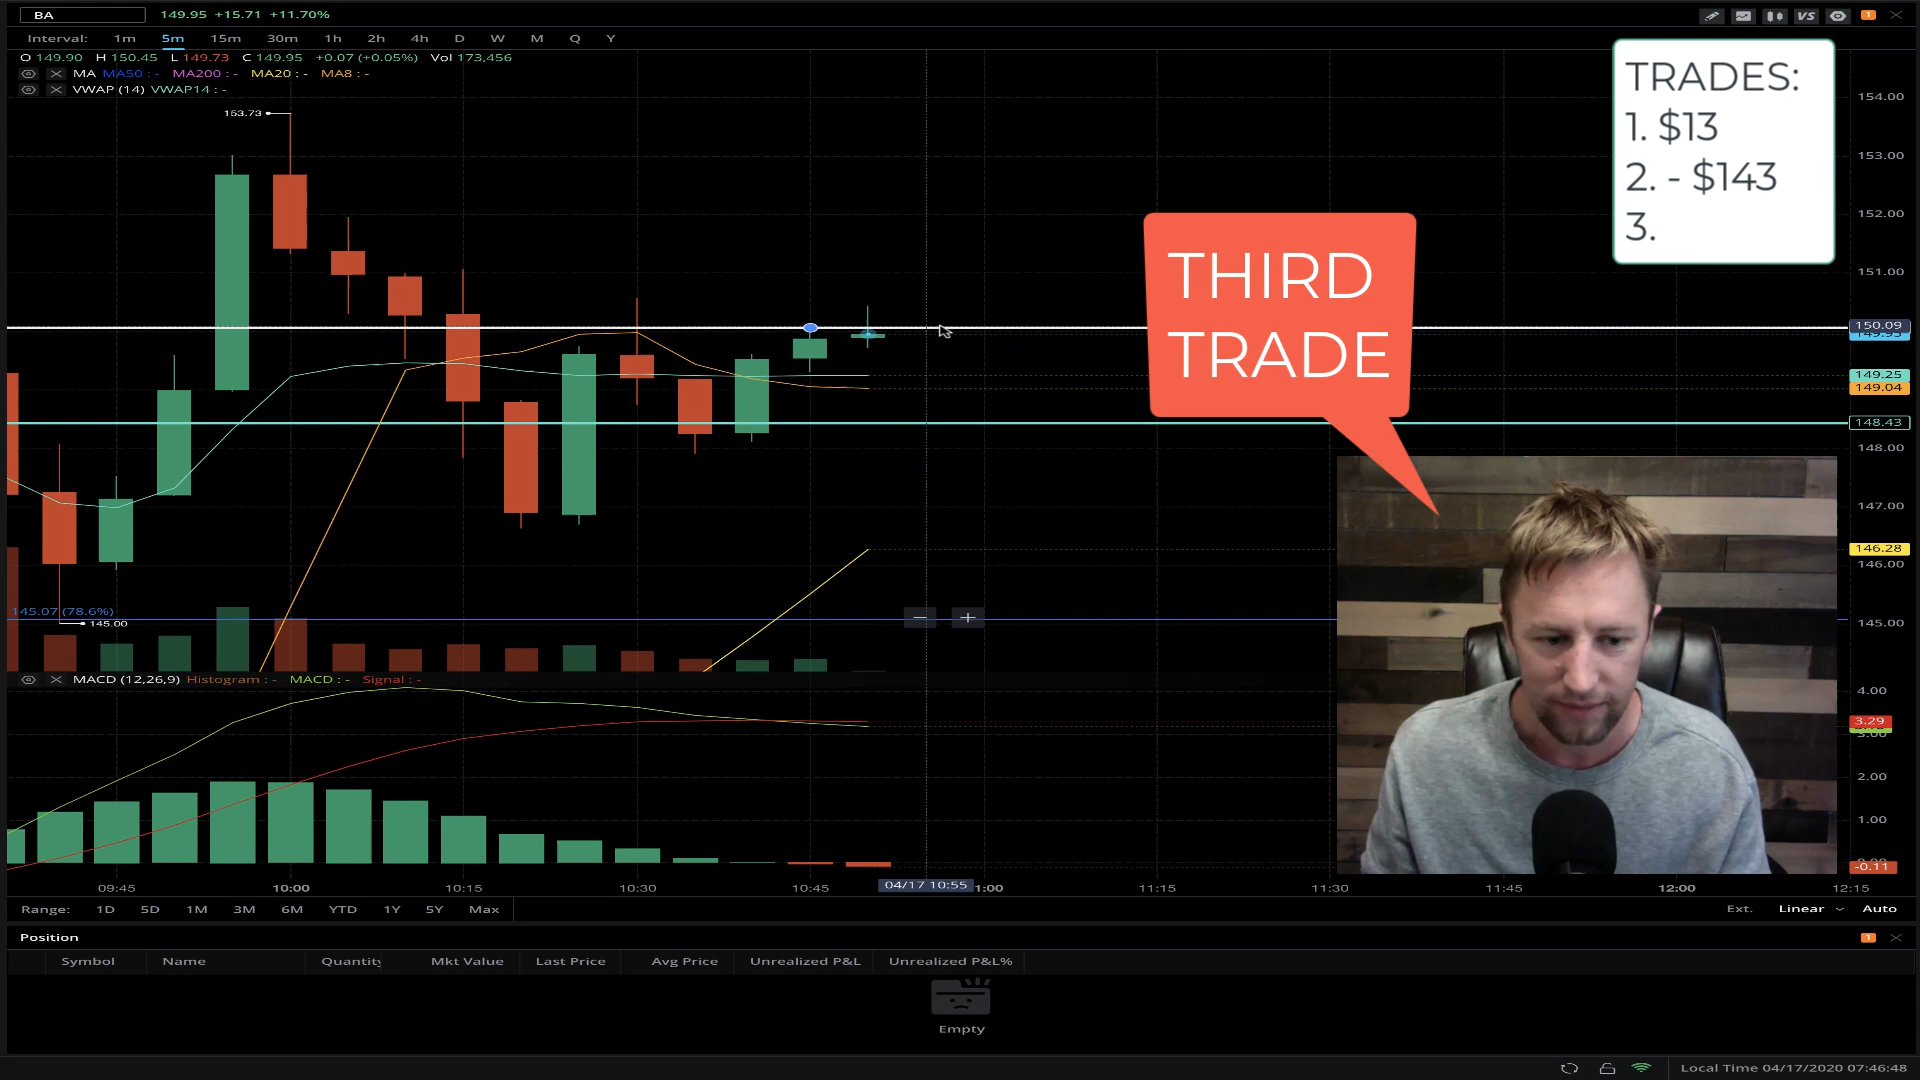 BA 149.95 +15.71 +11.70% VS 1
Interval: 1m 5m 15m 30m 1h 2h 4h D W M Q Y
O 149.90 H 150.45 L 149.73 C 149.95 +0.07 (+0.05%) Vol 173,456
MA MA50 : - MA200 : - MA20 : - MA8 : -
VWAP (14) VWAP14 : -
TRADES:
1. $13
2. - $143
3.
THIRD
TRADE
153.73
154.00
153.00
152.00
151.00
150.09
149.25
149.04
148.43
148.00
147.00
146.28
146.00
145.00
145.07 (78.6%)
145.00
MACD (12,26,9) Histogram : - MACD : - Signal : -
4.00
3.29
3.00
2.00
1.00
-0.11
09:45 10:00 10:15 10:30 10:45 04/17 10:55 1:00 11:15 11:30 11:45 12:00 12:15
Range: 1D 5D 1M 3M 6M YTD 1Y 5Y Max Ext. Linear Auto
Position 1
Symbol Name Quantity Mkt Value Last Price Avg Price Unrealized P&L Unrealized P&L%
Empty
Local Time 04/17/2020 07:46:48